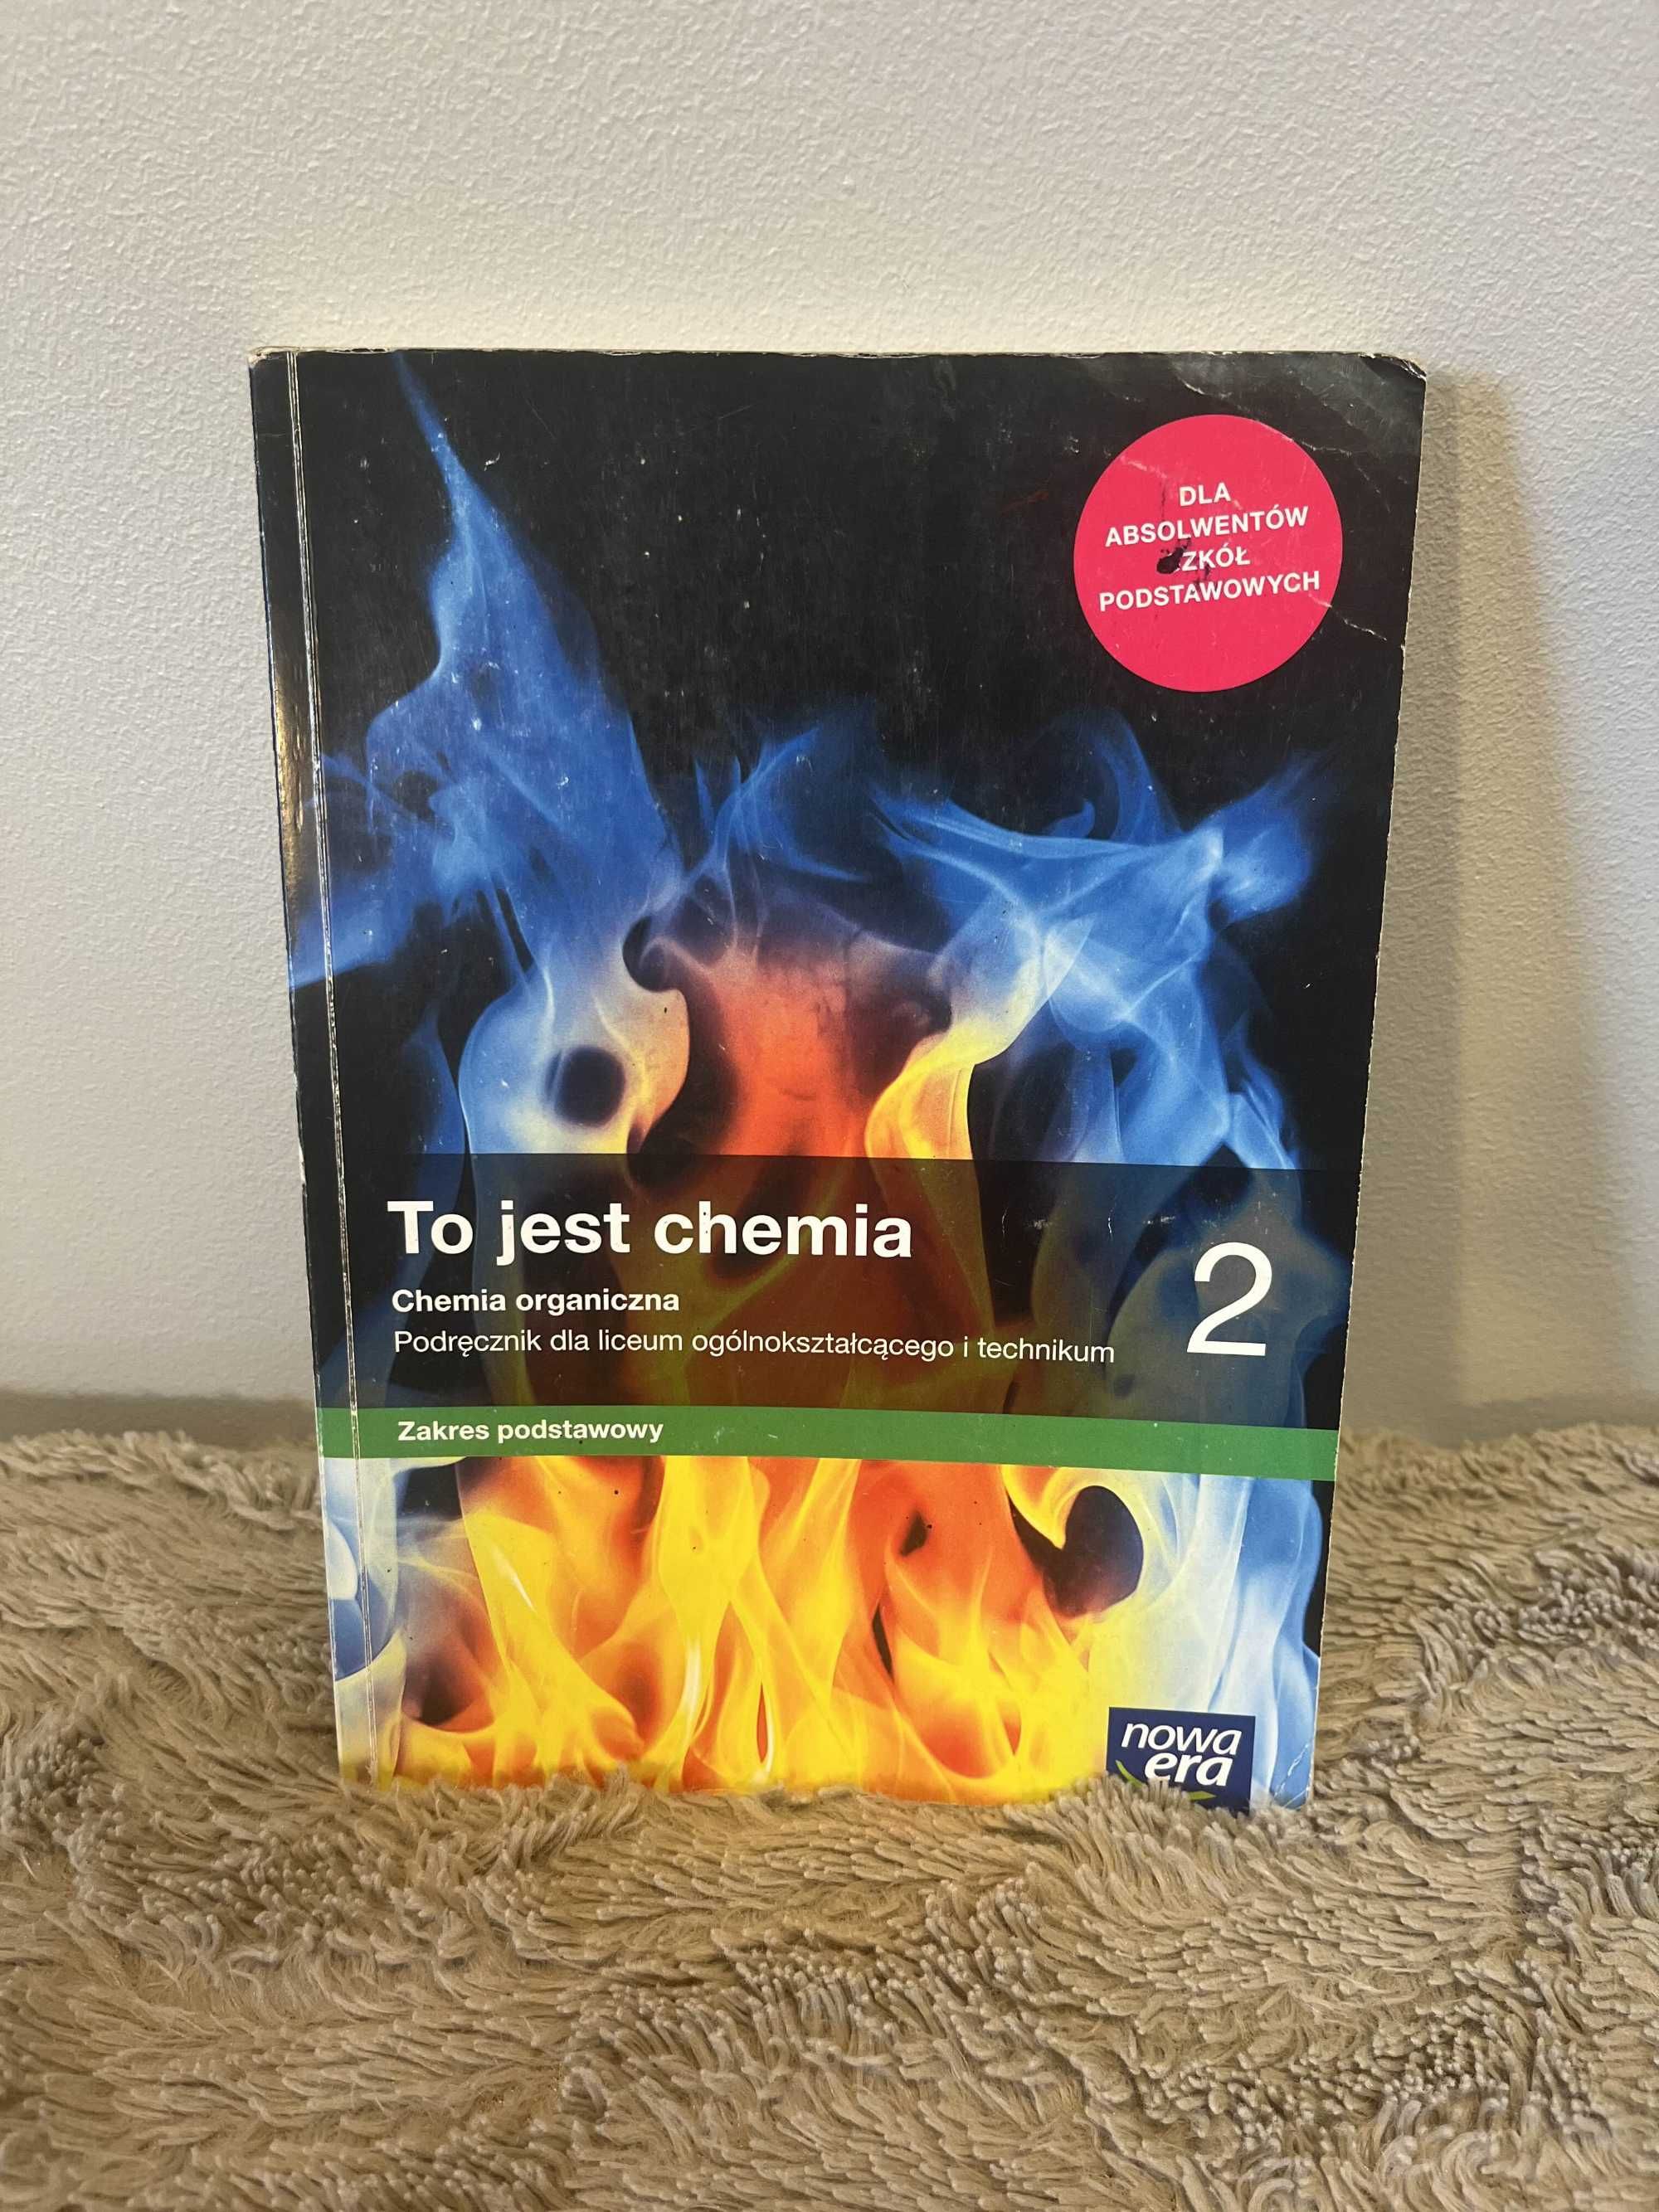 DLA
ABSOLWENTÓW
SZKÓŁ
PODSTAWOWYCH
To jest chemia
2
Chemia organiczna
Podręcznik dla liceum ogólnokształcącego i technikum
Zakres podstawowy
nowa
era